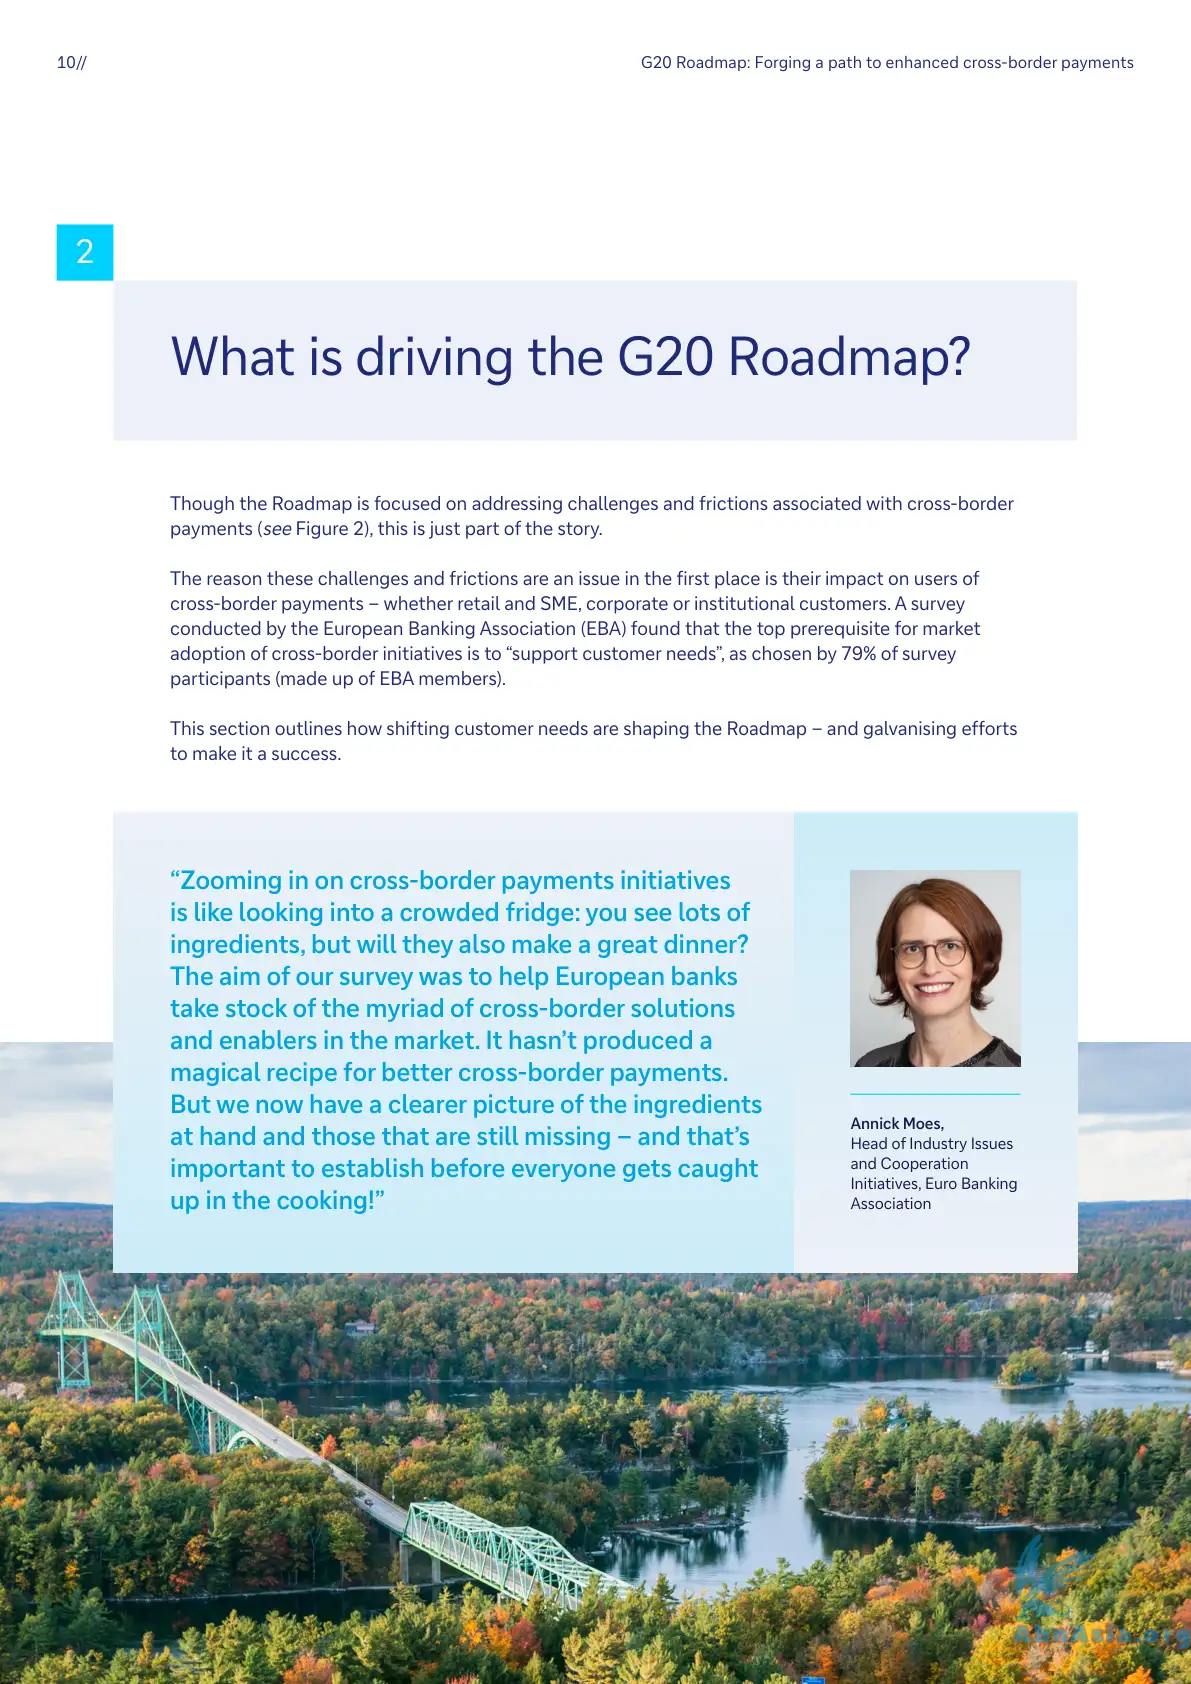 10//
G20 Roadmap: Forging a path to enhanced cross-border payments
2
What is driving the G20 Roadmap?
Though the Roadmap is focused on addressing challenges and frictions associated with cross-border
payments (see Figure 2), this is just part of the story.
The reason these challenges and frictions are an issue in the first place is their impact on users of
cross-border payments – whether retail and SME, corporate or institutional customers. A survey
conducted by the European Banking Association (EBA) found that the top prerequisite for market
adoption of cross-border initiatives is to “support customer needs”, as chosen by 79% of survey
participants (made up of EBA members).
This section outlines how shifting customer needs are shaping the Roadmap – and galvanising efforts
to make it a success.
“Zooming in on cross-border payments initiatives
is like looking into a crowded fridge: you see lots of
ingredients, but will they also make a great dinner?
The aim of our survey was to help European banks
take stock of the myriad of cross-border solutions
and enablers in the market. It hasn’t produced a
magical recipe for better cross-border payments.
But we now have a clearer picture of the ingredients
at hand and those that are still missing – and that’s
important to establish before everyone gets caught
up in the cooking!”
Annick Moes,
Head of Industry Issues
and Cooperation
Initiatives, Euro Banking
Association